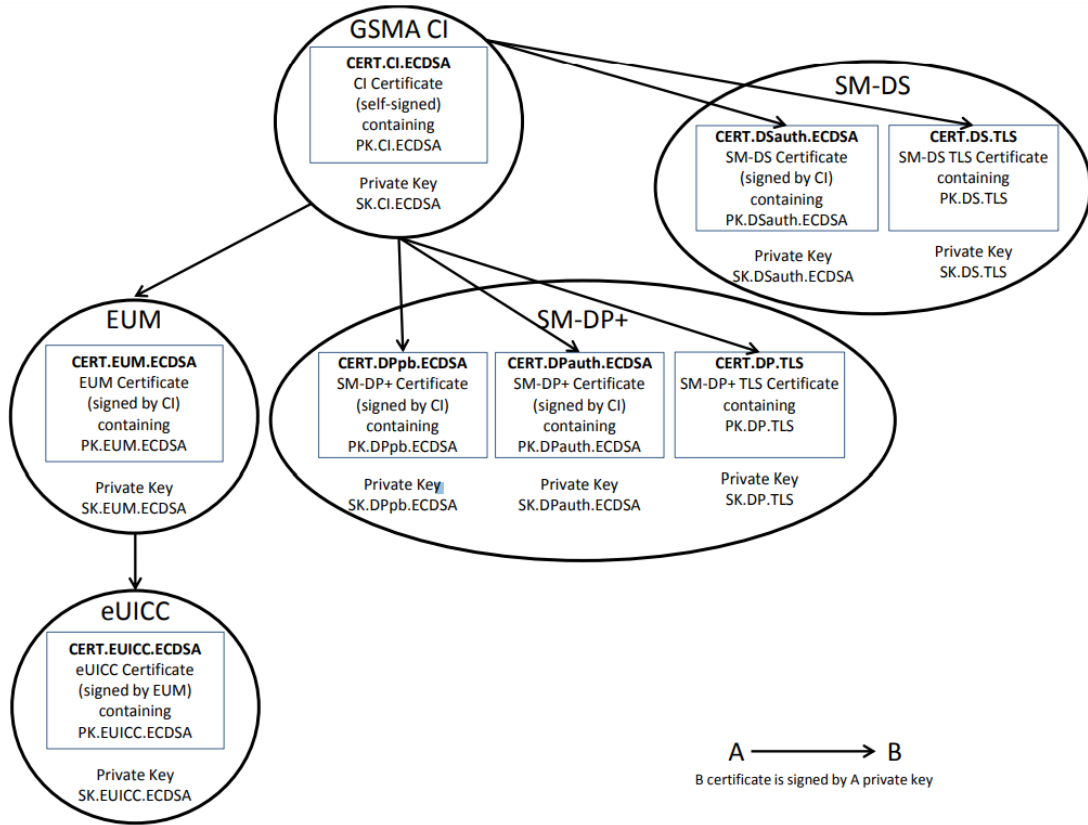 GSMA CI
CERT.CI.ECDSA
CI Certificate
(self-signed)
containing
PK.CI.ECDSA
Private Key
SK.CI.ECDSA
SM-DS
CERT.DSauth.ECDSA
SM-DS Certificate
(signed by CI)
containing
PK.DSauth.ECDSA
Private Key
SK.DSauth.ECDSA
CERT.DS.TLS
SM-DS TLS Certificate
containing
PK.DS.TLS
Private Key
SK.DS.TLS
EUM
CERT.EUM.ECDSA
EUM Certificate
(signed by CI)
containing
PK.EUM.ECDSA
Private Key
SK.EUM.ECDSA
SM-DP+
CERT.DPpb.ECDSA
SM-DP+ Certificate
(signed by CI)
containing
PK.DPpb.ECDSA
Private Key
SK.DPpb.ECDSA
CERT.DPauth.ECDSA
SM-DP+ Certificate
(signed by CI)
containing
PK.DPauth.ECDSA
Private Key
SK.DPauth.ECDSA
CERT.DP.TLS
SM-DP+ TLS Certificate
containing
PK.DP.TLS
Private Key
SK.DP.TLS
eUICC
CERT.EUICC.ECDSA
eUICC Certificate
(signed by EUM)
containing
PK.EUICC.ECDSA
Private Key
SK.EUICC.ECDSA
A B
B certificate is signed by A private key